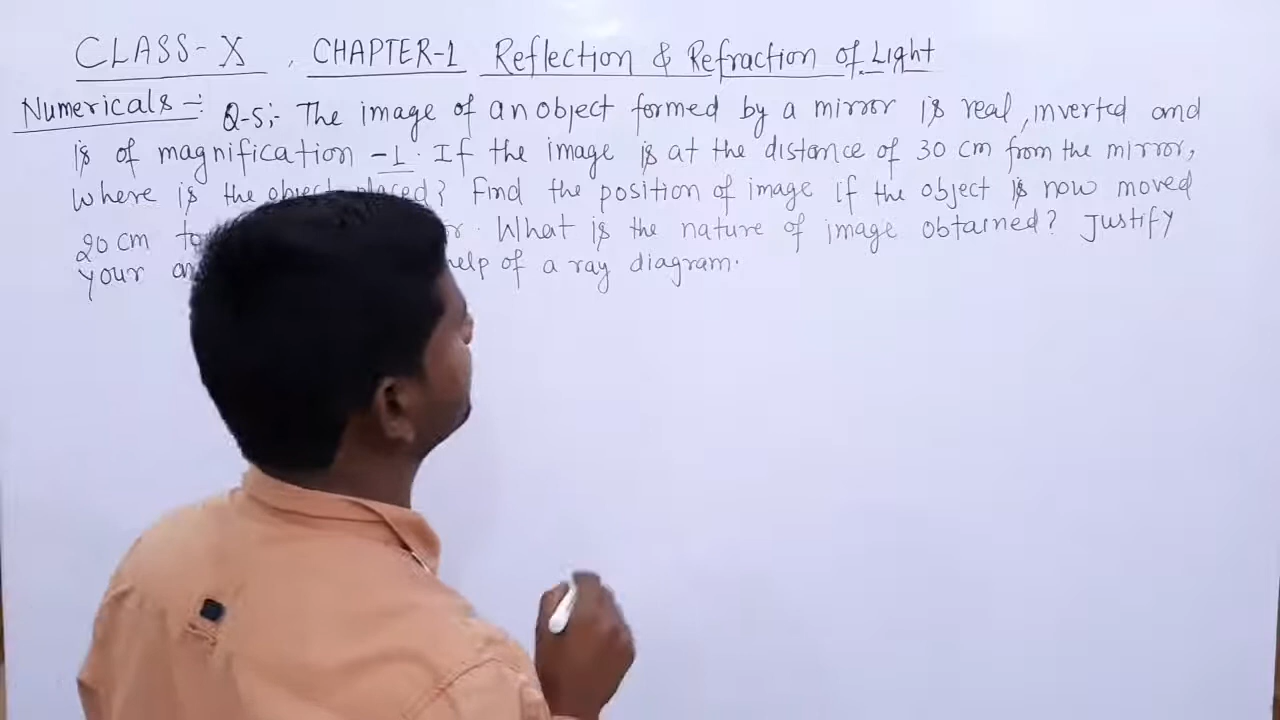 CLASS-X, CHAPTER-1 Reflection & Refraction of Light
Numericals -: Q-5;- The image of an object formed by a mirror is real, inverted and
is of magnification -1. If the image is at the distance of 30 cm from the mirror,
Where is the object placed? Find the position of image if the object is now moved
20 cm What is the nature of image obtained? Justify
your help of a ray diagram.